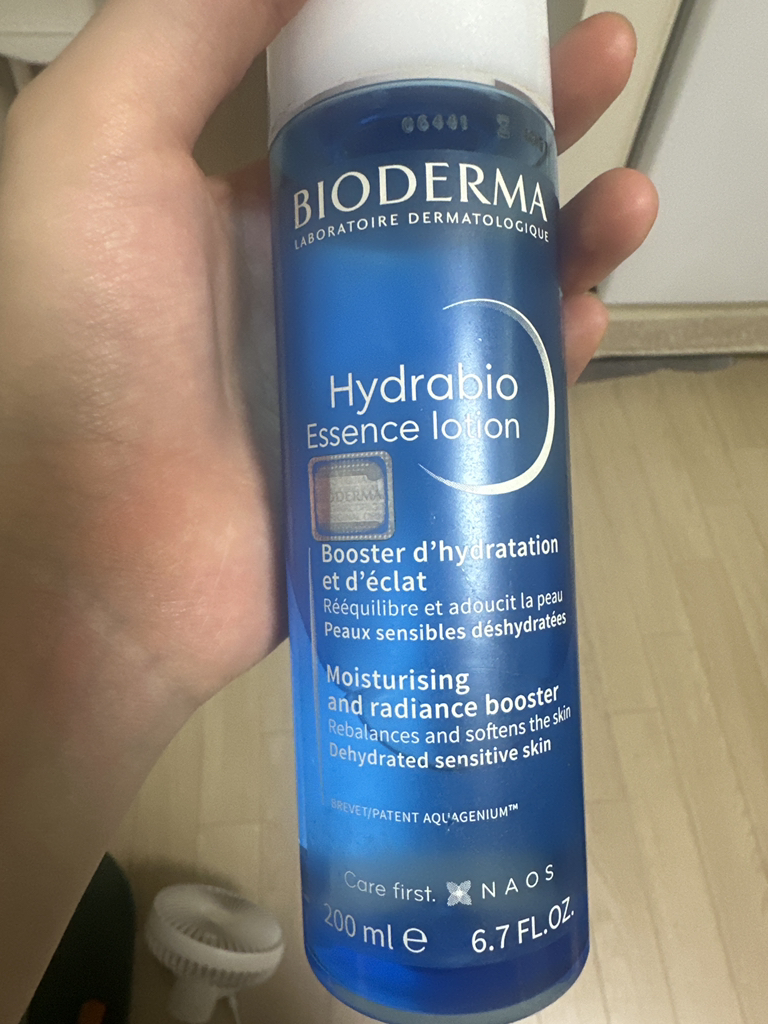 06441
BIODERMA
LABORATOIRE DERMATOLOGIQUE
Hydrabio
Essence lotion
BIODERMA
Booster d'hydratation
et d'éclat
Rééquilibre et adoucit la peau
Peaux sensibles déshydratées
Moisturising
and radiance booster
Rebalances and softens the skin
Dehydrated sensitive skin
BREVET/PATENT AQUAGENIUM™
Care first. NAOS
200 ml e 6.7 FL.OZ.